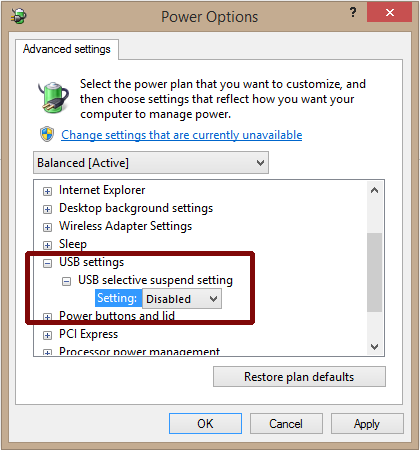 Power Options
?
Advanced settings
Select the power plan that you want to customize, and
then choose settings that reflect how you want your
computer to manage power.
Change settings that are currently unavailable
Balanced [Active]
Internet Explorer
Desktop background settings
Wireless Adapter Settings
Sleep
USB settings
USB selective suspend setting
Setting: Disabled
Power buttons and lid
PCI Express
Processor power management
Restore plan defaults
OK Cancel Apply